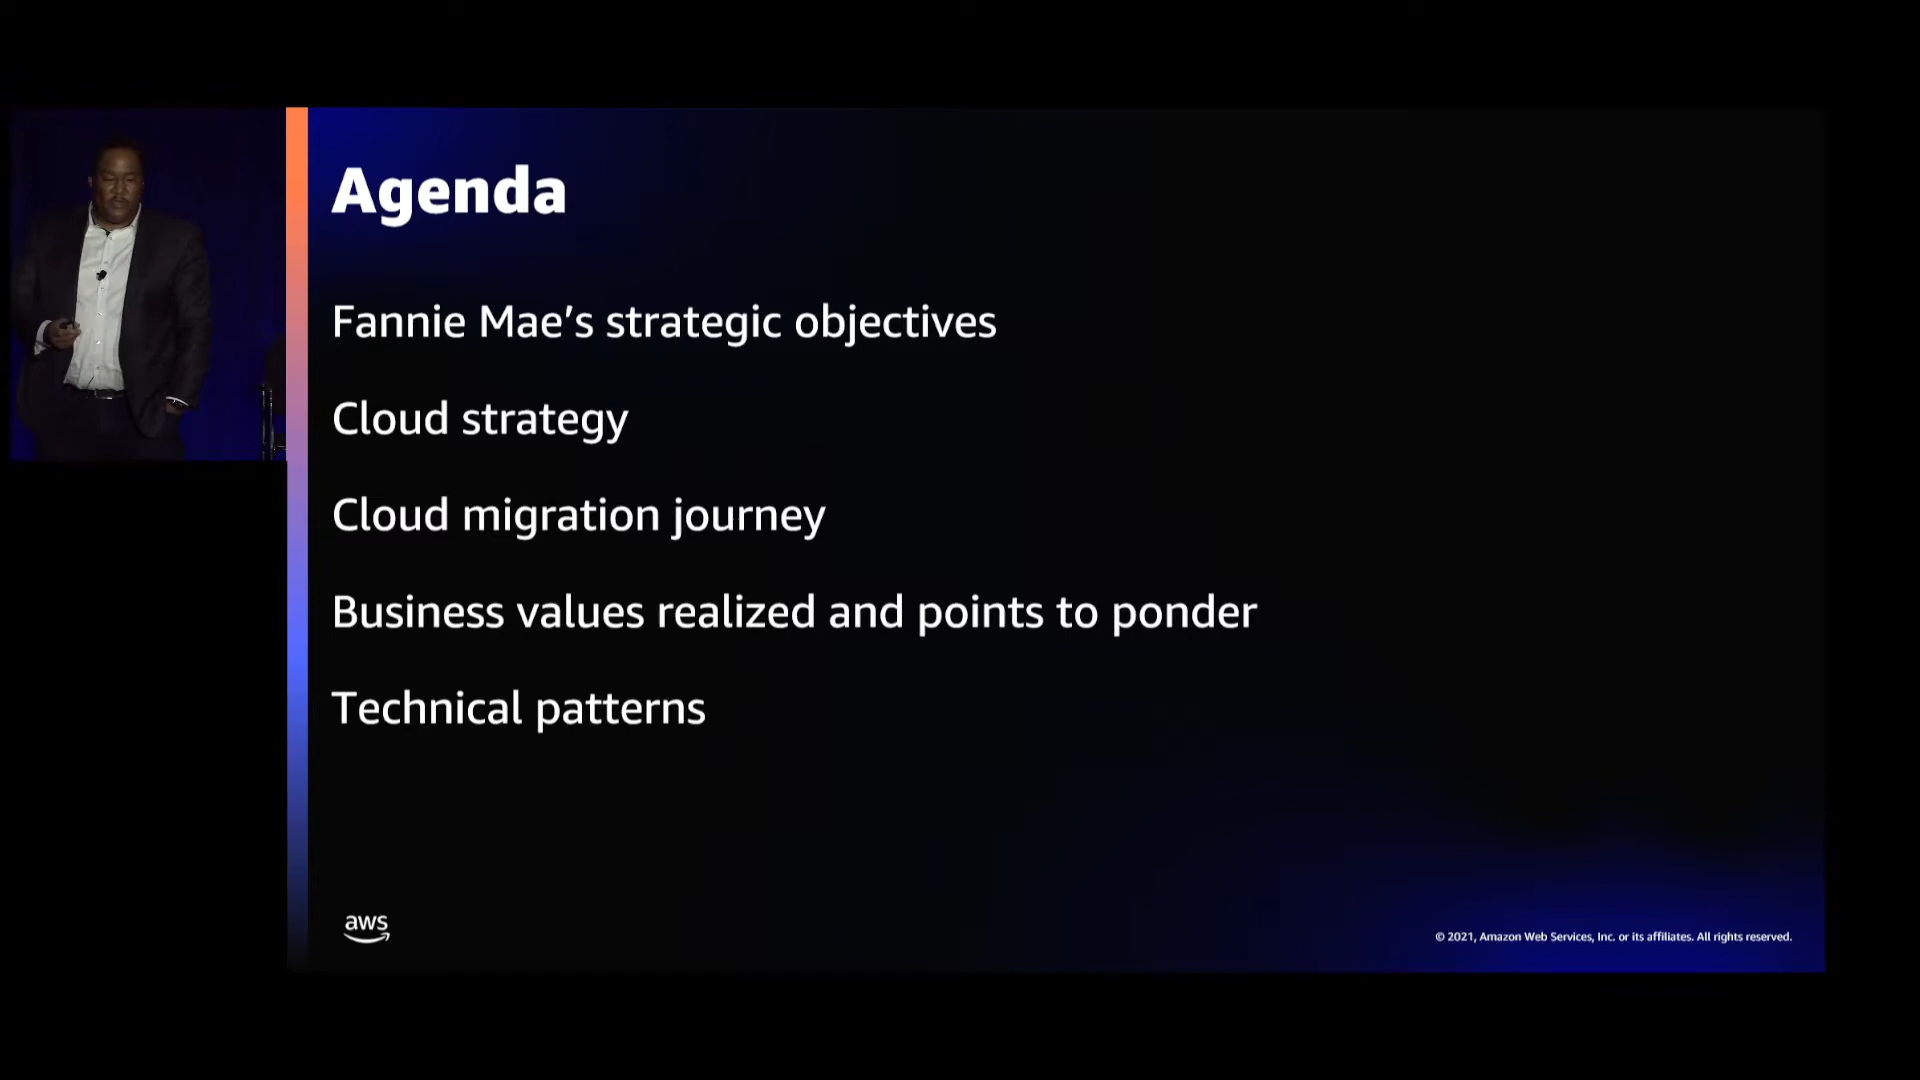 Agenda
Fannie Mae’s strategic objectives
Cloud strategy
Cloud migration journey
Business values realized and points to ponder
Technical patterns
aws
© 2021, Amazon Web Services, Inc. or its affiliates. All rights reserved.